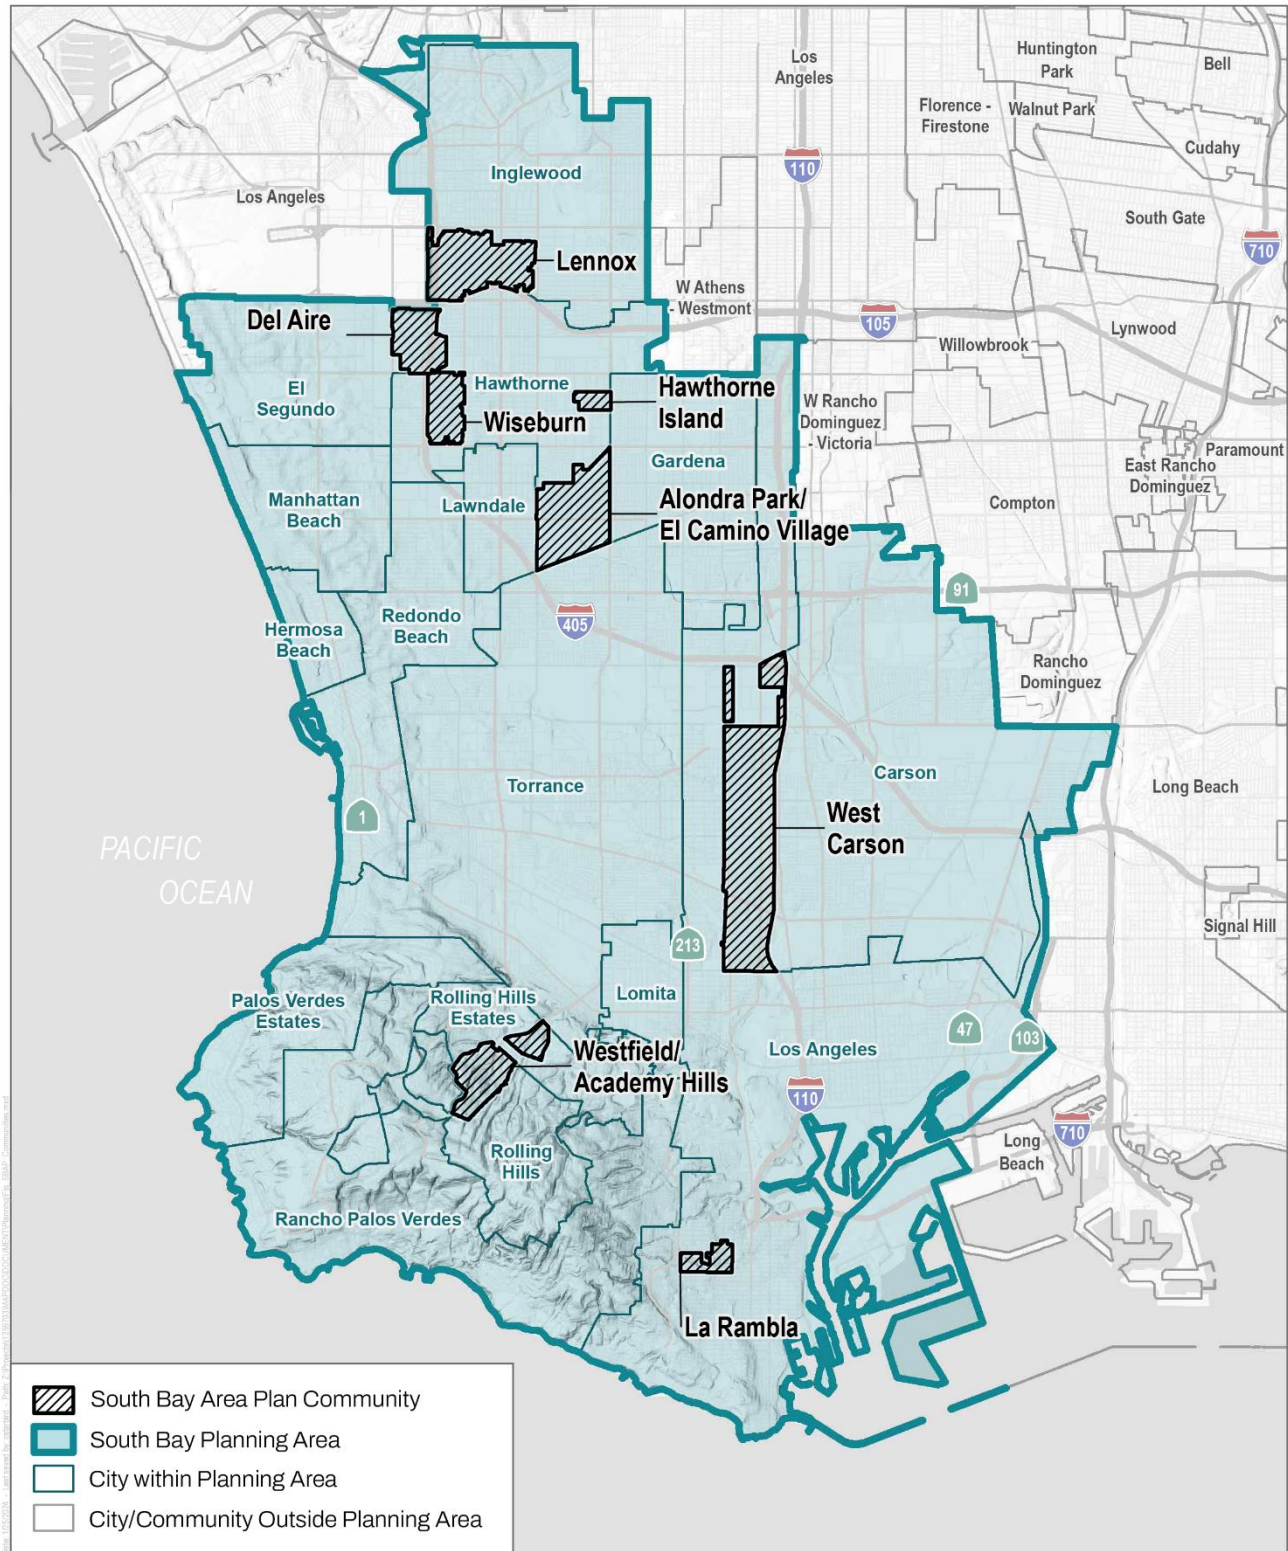 Huntington
Park
Bell
Los
Angeles
Florence -
Firestone
Walnut Park
Cudahy
110
Inglewood
Los Angeles
South Gate
710
Lennox
W Athens
- Westmont
105
Lynwood
Del Aire
Willowbrook
El
Segundo
Hawthorne
Hawthorne
Island
Wiseburn
W Rancho
Dominguez
- Victoria
Paramount
East Rancho
Dominguez
Gardena
Manhattan
Beach
Lawndale
Alondra Park/
El Camino Village
Compton
91
Hermosa
Beach
Redondo
Beach
405
Rancho
Dominguez
Torrance
Carson
Long Beach
1
West
Carson
PACIFIC
OCEAN
Signal Hill
213
Palos Verdes
Estates
Rolling Hills
Estates
Lomita
47
103
Westfield/
Academy Hills
Los Angeles
110
710
Long
Beach
Rolling
Hills
Rancho Palos Verdes
La Rambla
South Bay Area Plan Community
South Bay Planning Area
City within Planning Area
City/Community Outside Planning Area